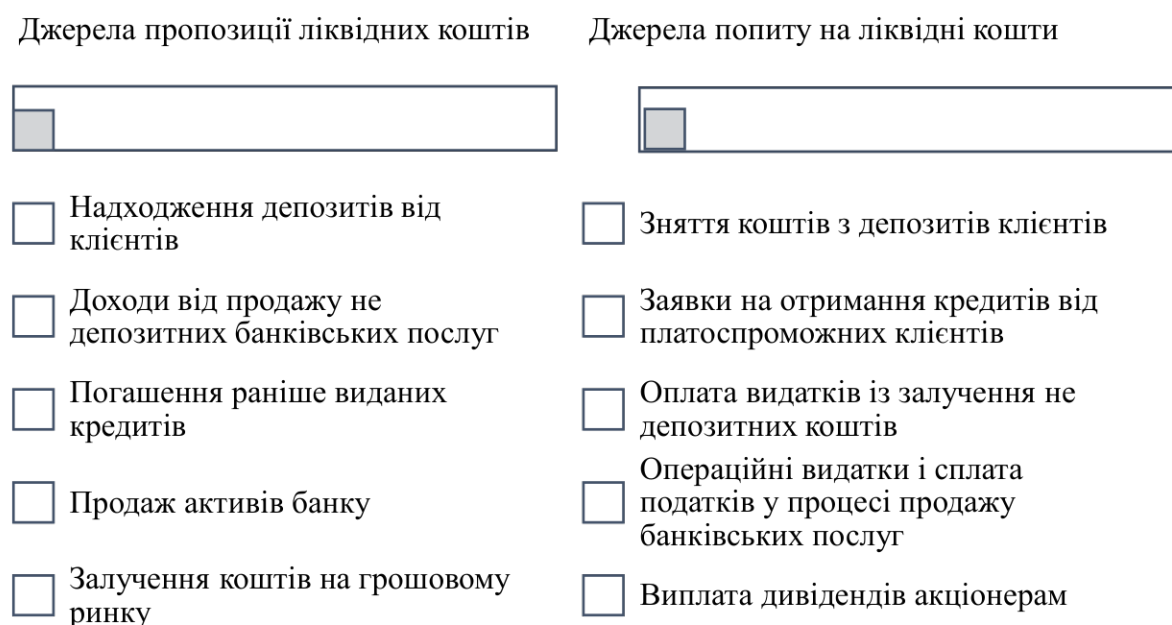 Джерела пропозиції ліквідних коштів
Надходження депозитів від
клієнтів
Доходи від продажу не
депозитних банківських послуг
Погашення раніше виданих
кредитів
Продаж активів банку
Залучення коштів на грошовому
ринку
Джерела попиту на ліквідні кошти
Зняття коштів з депозитів клієнтів
Заявки на отримання кредитів від
платоспроможних клієнтів
Оплата видатків із залучення не
депозитних коштів
Операційні видатки і сплата
податків у процесі продажу
банківських послуг
Виплата дивідендів акціонерам